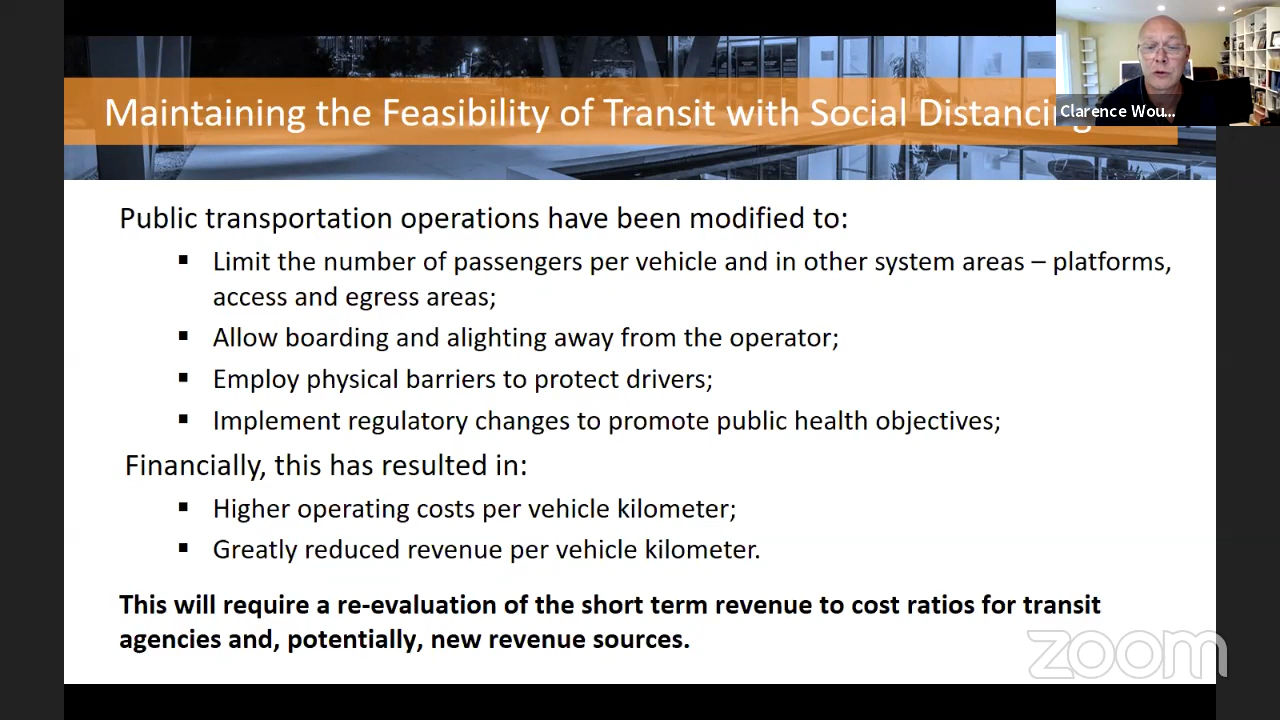 Maintaining the Feasibility of Transit with Social Distancing
Clarence Wou...
Public transportation operations have been modified to:
▪ Limit the number of passengers per vehicle and in other system areas – platforms,
access and egress areas;
▪ Allow boarding and alighting away from the operator;
▪ Employ physical barriers to protect drivers;
▪ Implement regulatory changes to promote public health objectives;
Financially, this has resulted in:
▪ Higher operating costs per vehicle kilometer;
▪ Greatly reduced revenue per vehicle kilometer.
This will require a re-evaluation of the short term revenue to cost ratios for transit
agencies and, potentially, new revenue sources.
zoom